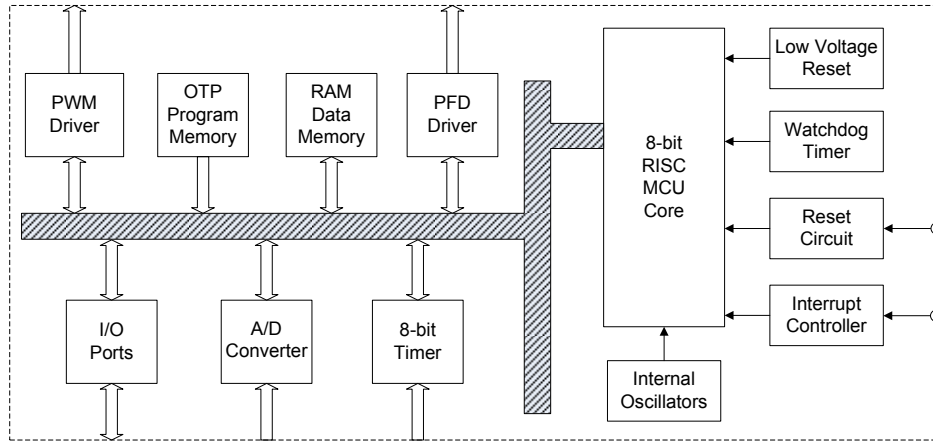 PWM
Driver
OTP
Program
Memory
RAM
Data
Memory
PFD
Driver
8-bit
RISC
MCU
Core
Low Voltage
Reset
Watchdog
Timer
Reset
Circuit
Interrupt
Controller
I/O
Ports
A/D
Converter
8-bit
Timer
Internal
Oscillators